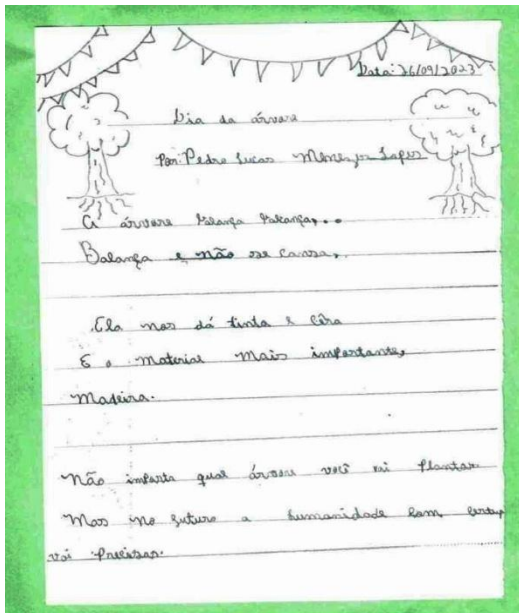 Data: 26/09/2023
Dia da árvore
Por: Pedro Lucas Menezes Lopes
A árvore balança balança...
Balança e não se cansa.
Ela nos dá tinta e cêra
E o material mais importante,
Madeira.
Não importa qual árvore você vai plantar
Mas no futuro a humanidade com certeza
vai precisar.